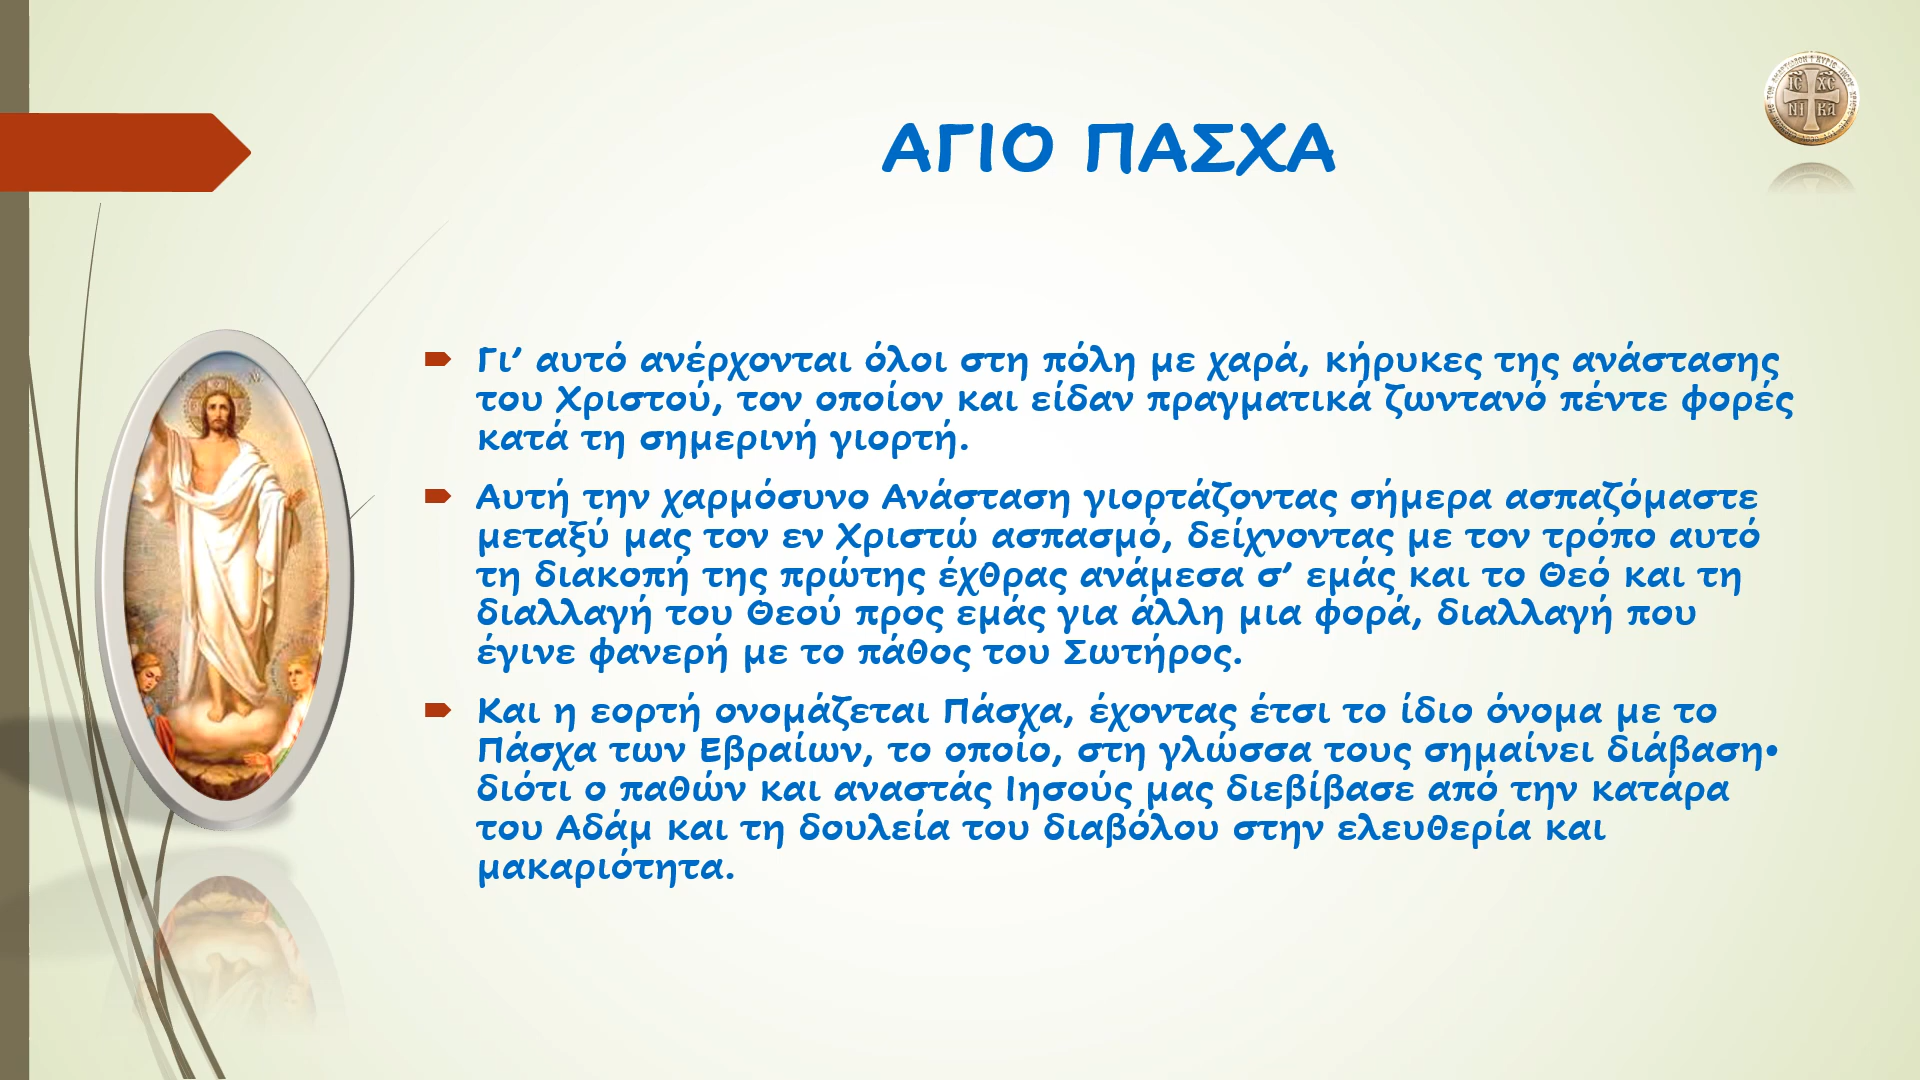 ΑΓΙΟ ΠΑΣΧΑ
IC XC
NI KA
Γι’ αυτό ανέρχονται όλοι στη πόλη με χαρά, κήρυκες της ανάστασης
του Χριστού, τον οποίον και είδαν πραγματικά ζωντανό πέντε φορές
κατά τη σημερινή γιορτή.
Αυτή την χαρμόσυνο Ανάσταση γιορτάζοντας σήμερα ασπαζόμαστε
μεταξύ μας τον εν Χριστώ ασπασμό, δείχνοντας με τον τρόπο αυτό
τη διακοπή της πρώτης έχθρας ανάμεσα σ’ εμάς και το Θεό και τη
διαλλαγή του Θεού προς εμάς για άλλη μια φορά, διαλλαγή που
έγινε φανερή με το πάθος του Σωτήρος.
Και η εορτή ονομάζεται Πάσχα, έχοντας έτσι το ίδιο όνομα με το
Πάσχα των Εβραίων, το οποίο, στη γλώσσα τους σημαίνει διάβαση•
διότι ο παθών και αναστάς Ιησούς μας διεβίβασε από την κατάρα
του Αδάμ και τη δουλεία του διαβόλου στην ελευθερία και
μακαριότητα.